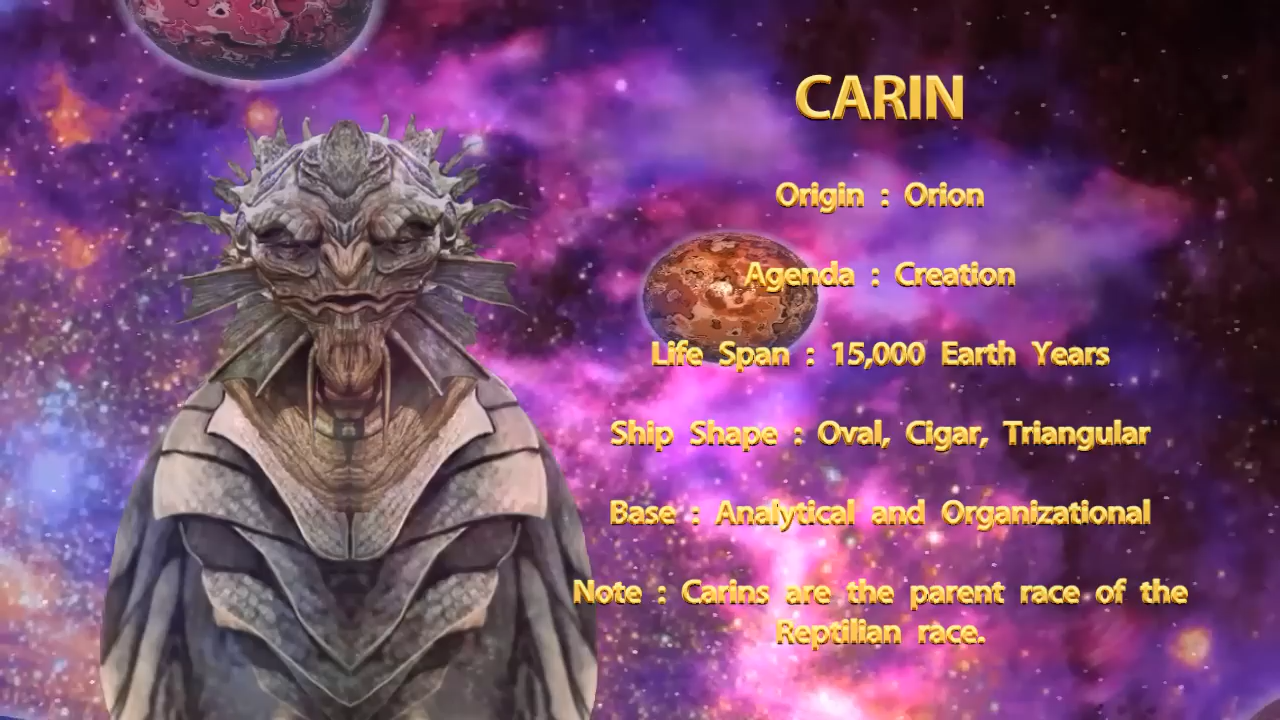 CARIN
Origin : Orion
Agenda : Creation
Life Span : 15,000 Earth Years
Ship Shape : Oval, Cigar, Triangular
Base : Analytical and Organizational
Note : Carins are the parent race of the
Reptilian race.